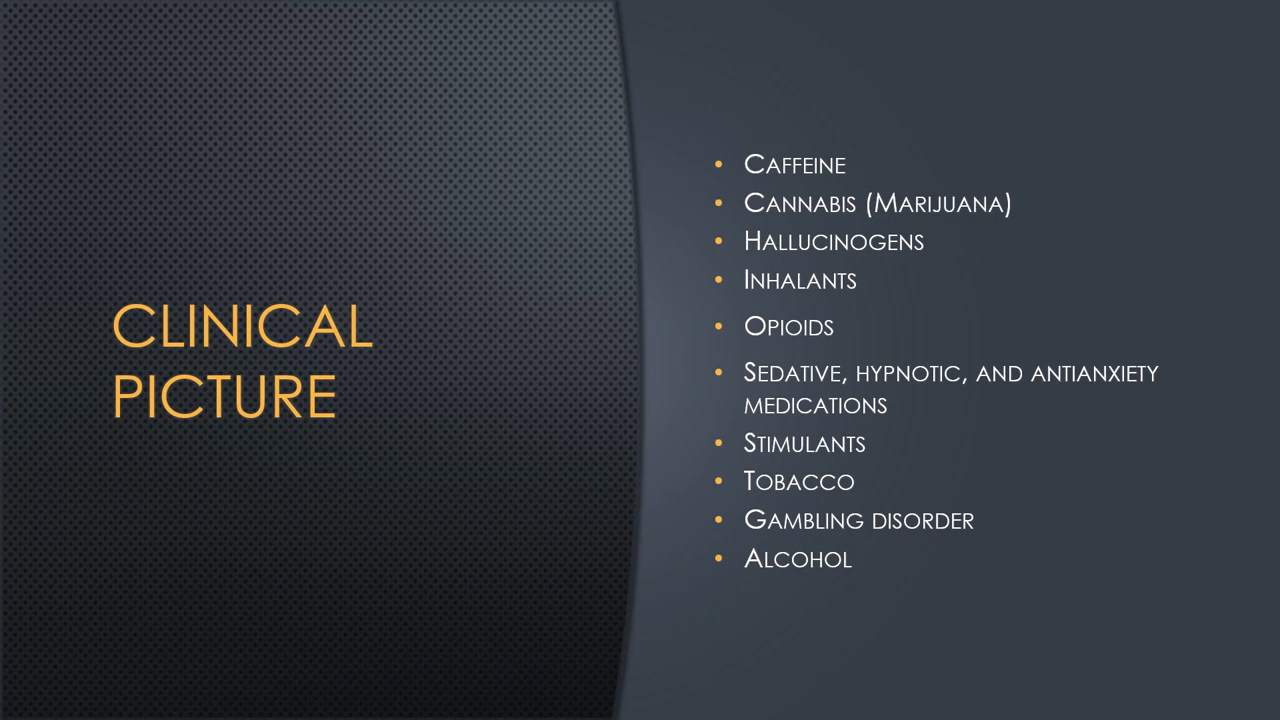 CLINICAL
PICTURE
• Caffeine
• Cannabis (Marijuana)
• Hallucinogens
• Inhalants
• Opioids
• Sedative, hypnotic, and antianxiety
medications
• Stimulants
• Tobacco
• Gambling disorder
• Alcohol